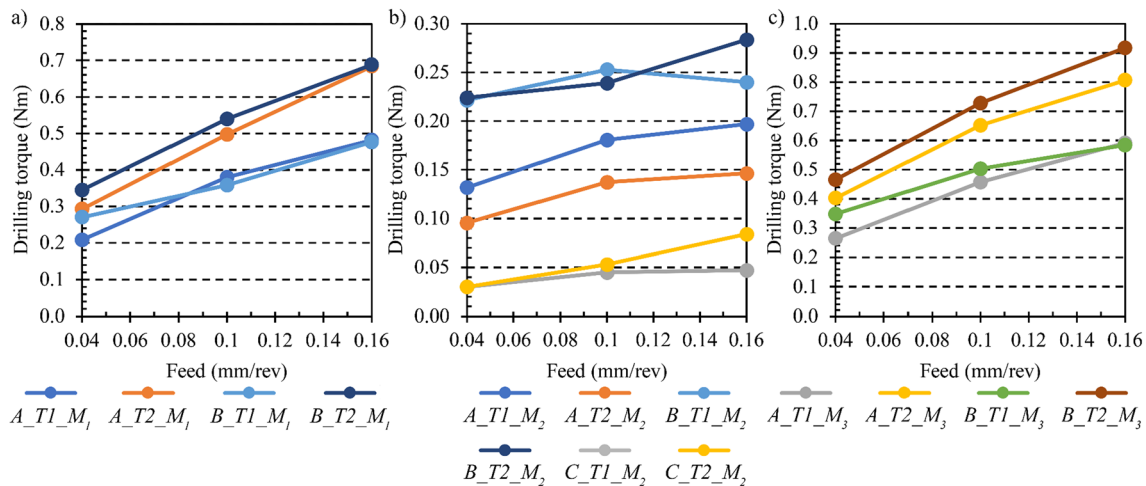 a)
Drilling torque (Nm)
0.8
0.7
0.6
0.5
0.4
0.3
0.2
0.1
0.0
0.04 0.06 0.08 0.1 0.12 0.14 0.16
Feed (mm/rev)
A_T1_M1 A_T2_M1 B_T1_M1 B_T2_M1
b)
Drilling torque (Nm)
0.30
0.25
0.20
0.15
0.10
0.05
0.00
0.04 0.06 0.08 0.1 0.12 0.14 0.16
Feed (mm/rev)
A_T1_M2 A_T2_M2 B_T1_M2
B_T2_M2 C_T1_M2 C_T2_M2
c)
Drilling torque (Nm)
1.0
0.9
0.8
0.7
0.6
0.5
0.4
0.3
0.2
0.1
0.0
0.04 0.06 0.08 0.1 0.12 0.14 0.16
Feed (mm/rev)
A_T1_M3 A_T2_M3 B_T1_M3 B_T2_M3